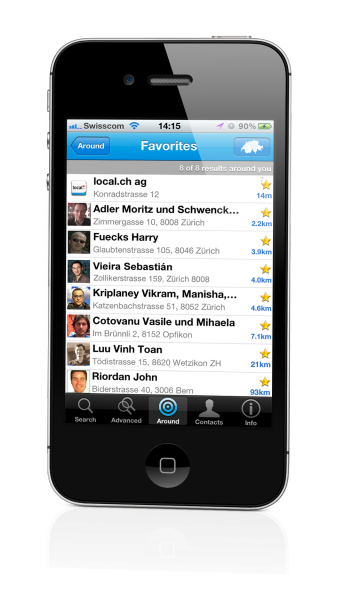 Swisscom 14:15 90%
Around Favorites
8 of 8 results around you
local.ch ag
Konradstrasse 12 14m
Adler Moritz und Schwenck...
Zimmergasse 10, 8008 Zürich 2.2km
Fuecks Harry
Glaubtenstrasse 105, 8046 Zürich 3.9km
Vieira Sebastián
Zollikerstrasse 159, Zürich 8008 4.0km
Kriplaney Vikram, Manisha,...
Katzenbachstrasse 51, 8052 Zürich 4.6km
Cotovanu Vasile und Mihaela
Im Brünnli 2, 8152 Opfikon 7.1km
Luu Vinh Toan
Tödistrasse 15, 8620 Wetzikon ZH 21km
Riordan John
Biderstrasse 40, 3006 Bern 93km
Search Advanced Around Contacts Info